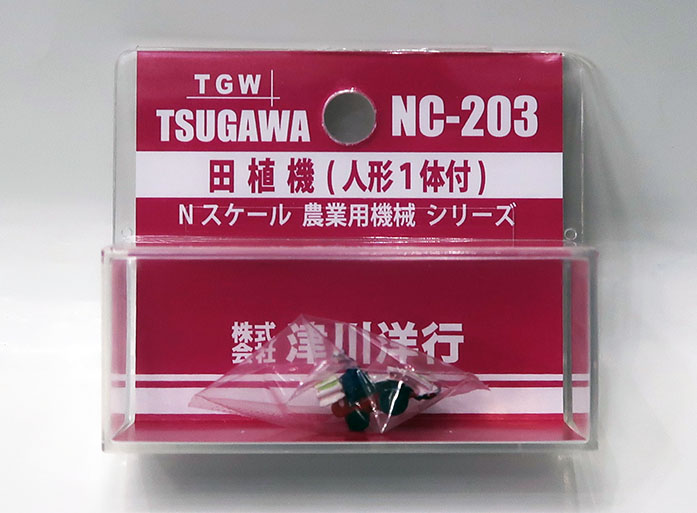 TGW
TSUGAWA
NC-203
田植機(人形1体付)
Nスケール 農業用機械 シリーズ
株式会社 津川洋行